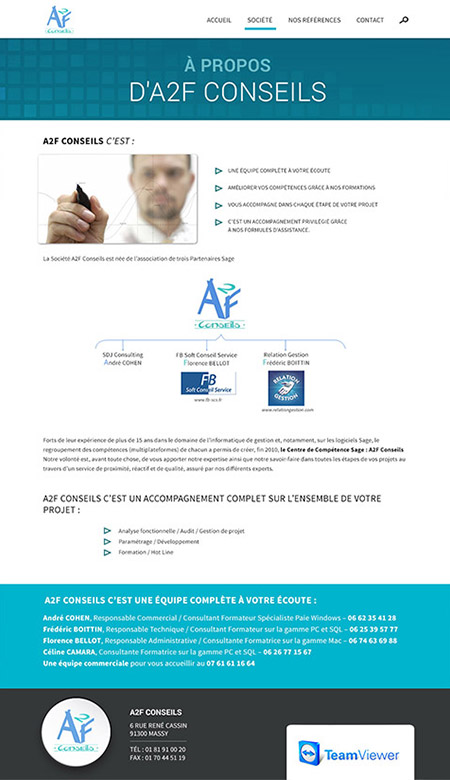 A2F
Conseils
ACCUEIL SOCIÉTÉ NOS RÉFÉRENCES CONTACT
À PROPOS
D'A2F CONSEILS
A2F CONSEILS C'EST :
UNE ÉQUIPE COMPLÈTE À VOTRE ÉCOUTE
AMÉLIORER VOS COMPÉTENCES GRÂCE À NOS FORMATIONS
VOUS ACCOMPAGNE DANS CHAQUE ÉTAPE DE VOTRE PROJET
C'EST UN ACCOMPAGNEMENT PRIVILÉGIÉ GRÂCE
À NOS FORMULES D'ASSISTANCE.
La Société A2F Conseils est née de l'association de trois Partenaires Sage
A2F
Conseils
SDJ Consulting
André COHEN
FB Soft Conseil Service
Florence BELLOT
FB
Soft Conseil Service
www.fb-scs.fr
Relation Gestion
Frédéric BOITTIN
RELATION
GESTION
www.relationgestion.com
Forts de leur expérience de plus de 15 ans dans le domaine de l'informatique de gestion et, notamment, sur les logiciels Sage, le
regroupement des compétences (multiplateformes) de chacun a permis de créer, fin 2010, le Centre de Compétence Sage : A2F Conseils
Notre volonté est, avant toute chose, de vous apporter notre expertise ainsi que notre savoir-faire dans toutes les étapes de vos projets au
travers d'un service de proximité, réactif et de qualité, assuré par nos différents experts.
A2F CONSEILS C'EST UN ACCOMPAGNEMENT COMPLET SUR L'ENSEMBLE DE VOTRE
PROJET :
Analyse fonctionnelle / Audit / Gestion de projet
Paramétrage / Développement
Formation / Hot Line
A2F CONSEILS C'EST UNE ÉQUIPE COMPLÈTE À VOTRE ÉCOUTE :
André COHEN, Responsable Commercial / Consultant Formateur Spécialiste Paie Windows – 06 62 35 41 28
Frédéric BOITTIN, Responsable Technique / Consultant Formateur sur la gamme PC et SQL – 06 25 39 57 77
Florence BELLOT, Responsable Administrative / Consultante Formatrice sur la gamme Mac – 06 74 63 69 88
Céline CAMARA, Consultante Formatrice sur la gamme PC et SQL – 06 26 77 15 67
Une équipe commerciale pour vous accueillir au 07 61 61 16 64
A2F
Conseils
A2F CONSEILS
6 RUE RENÉ CASSIN
91300 MASSY
TÉL : 01 81 91 00 20
FAX : 01 70 44 51 19
TeamViewer